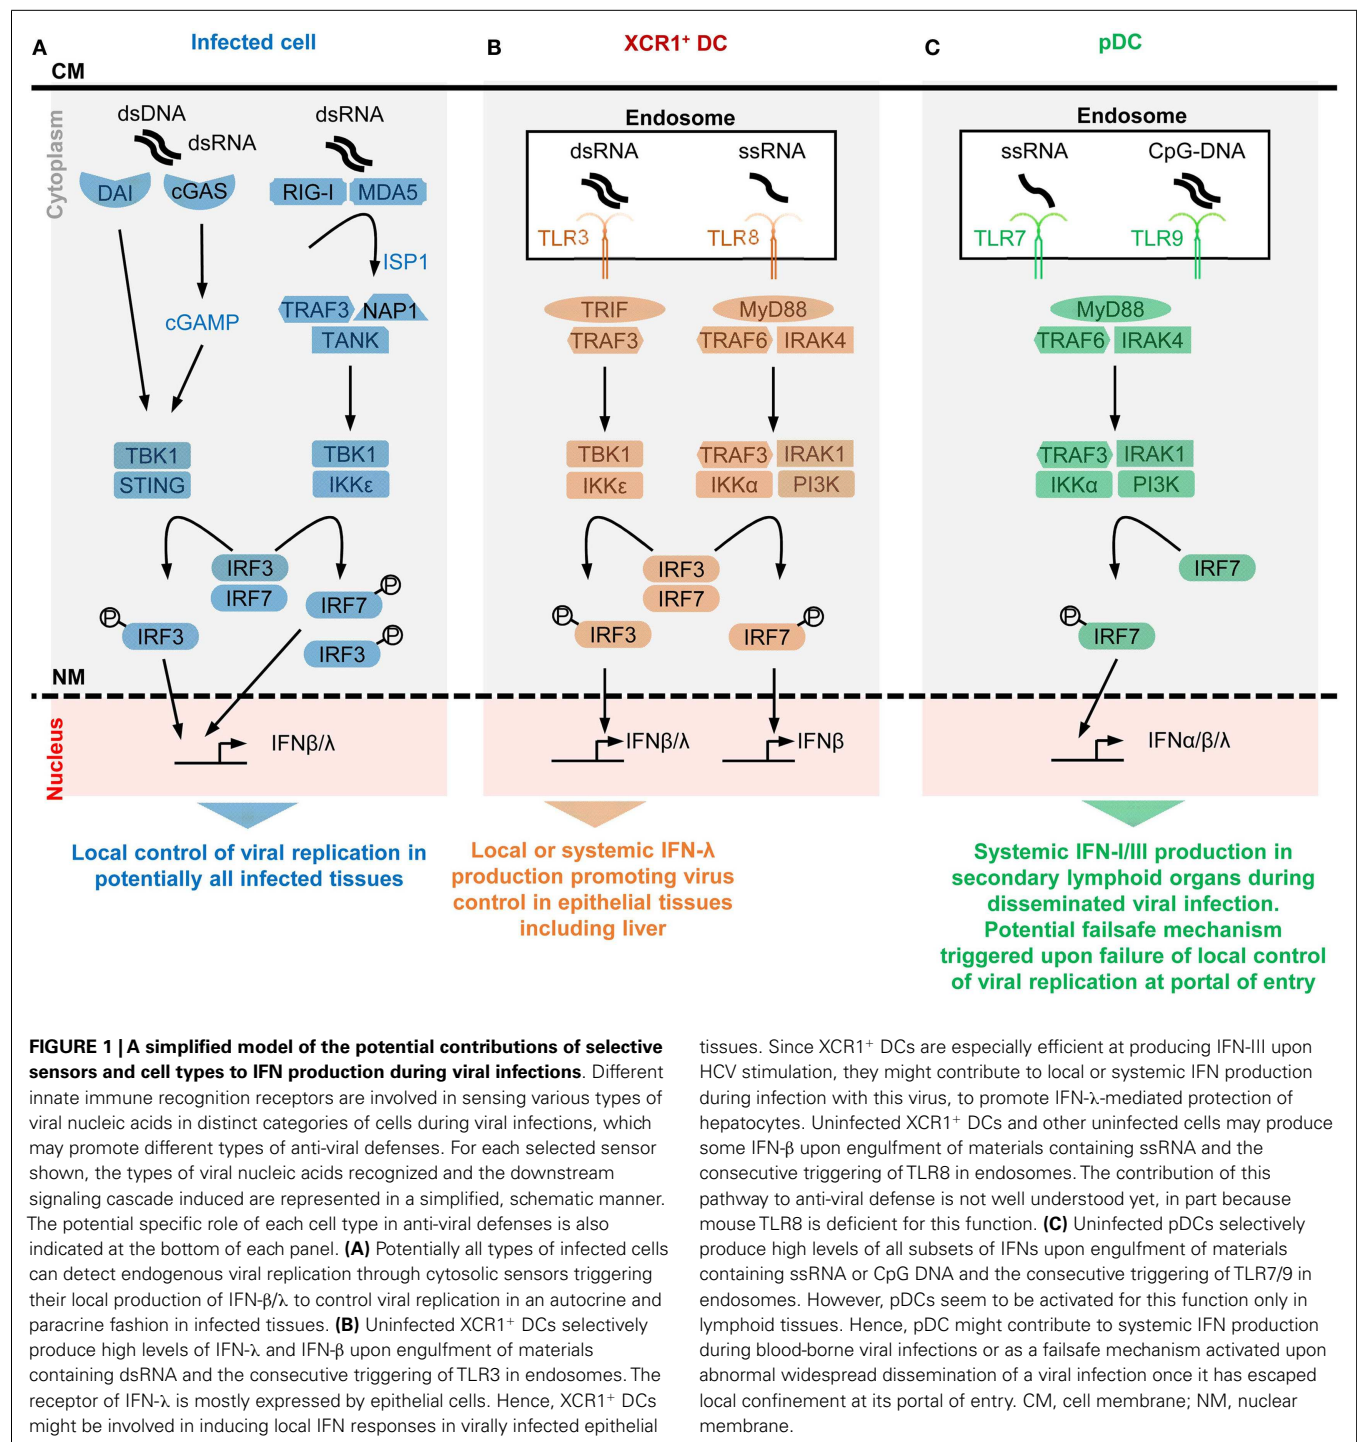 A
Infected cell
B
XCR1+ DC
C
pDC
CM
Cytoplasm
dsDNA
dsRNA
DAI
cGAS
cGAMP
TBK1
STING
dsRNA
RIG-I
MDA5
ISP1
TRAF3
NAP1
TANK
TBK1
IKKε
IRF3
IRF7
P
IRF3
IRF7
P
IRF3
P
NM
Nucleus
IFNβ/λ
Local control of viral replication in
potentially all infected tissues
Endosome
dsRNA
ssRNA
TLR3
TLR8
TRIF
TRAF3
MyD88
TRAF6
IRAK4
TBK1
IKKε
TRAF3
IRAK1
IKKα
PI3K
IRF3
IRF7
P
IRF3
P
IRF7
IFNβ/λ
IFNβ
Local or systemic IFN-λ
production promoting virus
control in epithelial tissues
including liver
Endosome
ssRNA
CpG-DNA
TLR7
TLR9
MyD88
TRAF6
IRAK4
TRAF3
IRAK1
IKKα
PI3K
IRF7
P
IRF7
IFNα/β/λ
Systemic IFN-I/III production in
secondary lymphoid organs during
disseminated viral infection.
Potential failsafe mechanism
triggered upon failure of local control
of viral replication at portal of entry
FIGURE 1 | A simplified model of the potential contributions of selective
sensors and cell types to IFN production during viral infections. Different
innate immune recognition receptors are involved in sensing various types of
viral nucleic acids in distinct categories of cells during viral infections, which
may promote different types of anti-viral defenses. For each selected sensor
shown, the types of viral nucleic acids recognized and the downstream
signaling cascade induced are represented in a simplified, schematic manner.
The potential specific role of each cell type in anti-viral defenses is also
indicated at the bottom of each panel. (A) Potentially all types of infected cells
can detect endogenous viral replication through cytosolic sensors triggering
their local production of IFN-β/λ to control viral replication in an autocrine and
paracrine fashion in infected tissues. (B) Uninfected XCR1+ DCs selectively
produce high levels of IFN-λ and IFN-β upon engulfment of materials
containing dsRNA and the consecutive triggering of TLR3 in endosomes. The
receptor of IFN-λ is mostly expressed by epithelial cells. Hence, XCR1+ DCs
might be involved in inducing local IFN responses in virally infected epithelial
tissues. Since XCR1+ DCs are especially efficient at producing IFN-III upon
HCV stimulation, they might contribute to local or systemic IFN production
during infection with this virus, to promote IFN-λ-mediated protection of
hepatocytes. Uninfected XCR1+ DCs and other uninfected cells may produce
some IFN-β upon engulfment of materials containing ssRNA and the
consecutive triggering of TLR8 in endosomes. The contribution of this
pathway to anti-viral defense is not well understood yet, in part because
mouse TLR8 is deficient for this function. (C) Uninfected pDCs selectively
produce high levels of all subsets of IFNs upon engulfment of materials
containing ssRNA or CpG DNA and the consecutive triggering of TLR7/9 in
endosomes. However, pDCs seem to be activated for this function only in
lymphoid tissues. Hence, pDC might contribute to systemic IFN production
during blood-borne viral infections or as a failsafe mechanism activated upon
abnormal widespread dissemination of a viral infection once it has escaped
local confinement at its portal of entry. CM, cell membrane; NM, nuclear
membrane.